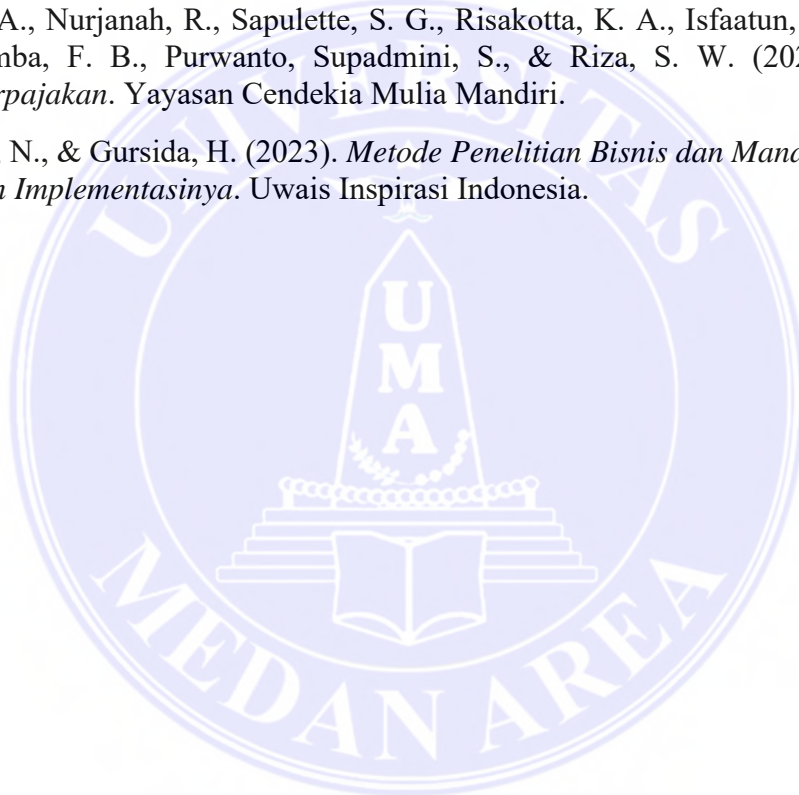 A., Nurjanah, R., Sapulette, S. G., Risakotta, K. A., Isfaatun,
mba, F. B., Purwanto, Supadmini, S., & Riza, S. W. (202
rpajakan. Yayasan Cendekia Mulia Mandiri.
N., & Gursida, H. (2023). Metode Penelitian Bisnis dan Mana
n Implementasinya. Uwais Inspirasi Indonesia.
UNIVERSITAS
UMA
MEDAN AREA